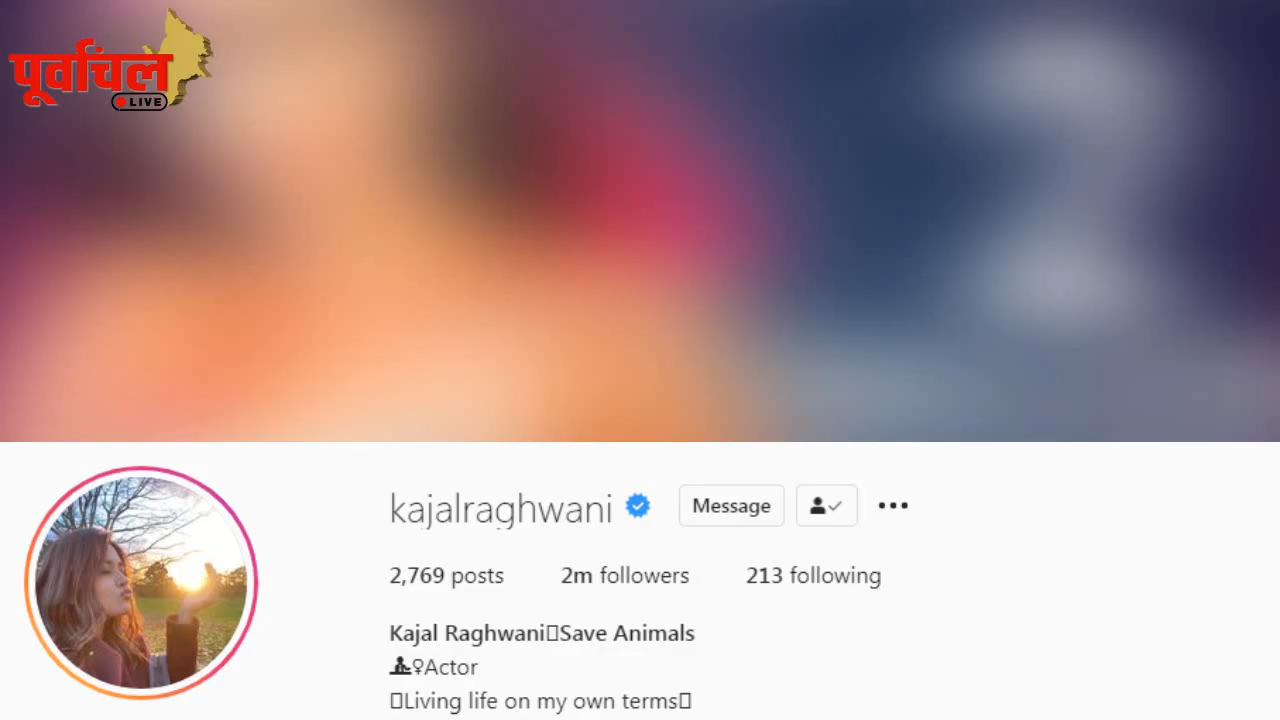 पूर्वांचल
LIVE
kajalraghwani Message
2,769 posts 2m followers 213 following
Kajal Raghwani▯Save Animals
♀Actor
▯Living life on my own terms▯